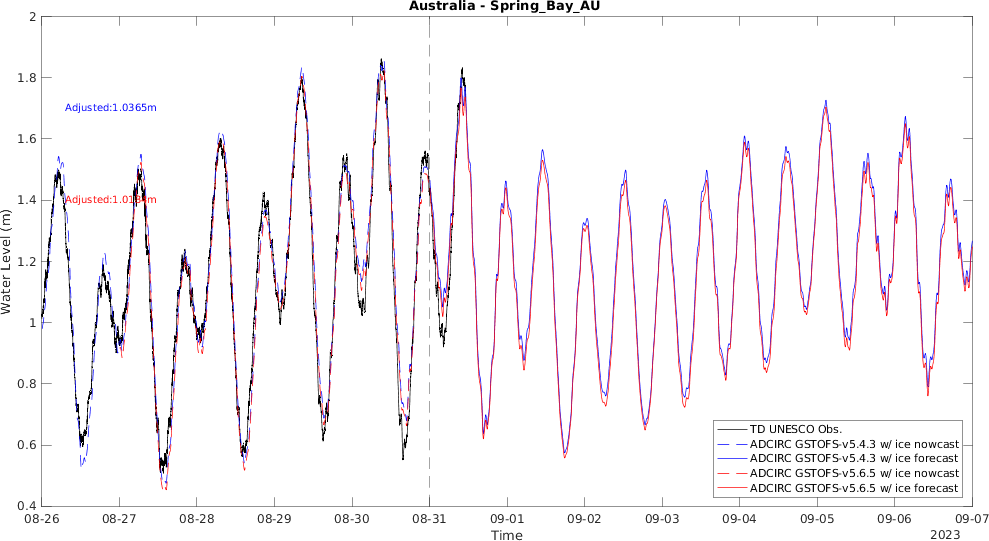 Australia - Spring_Bay_AU
2
1.8
1.6
1.4
1.2
1
0.8
0.6
0.4
Water Level (m)
Adjusted:1.0365m
08-26
08-27
08-28
08-29
08-30
08-31
09-01
09-02
09-03
09-04
09-05
09-06
09-07
Time
2023
TD UNESCO Obs.
ADCIRC GSTOFS-v5.4.3 w/ ice nowcast
ADCIRC GSTOFS-v5.4.3 w/ ice forecast
ADCIRC GSTOFS-v5.6.5 w/ ice nowcast
ADCIRC GSTOFS-v5.6.5 w/ ice forecast